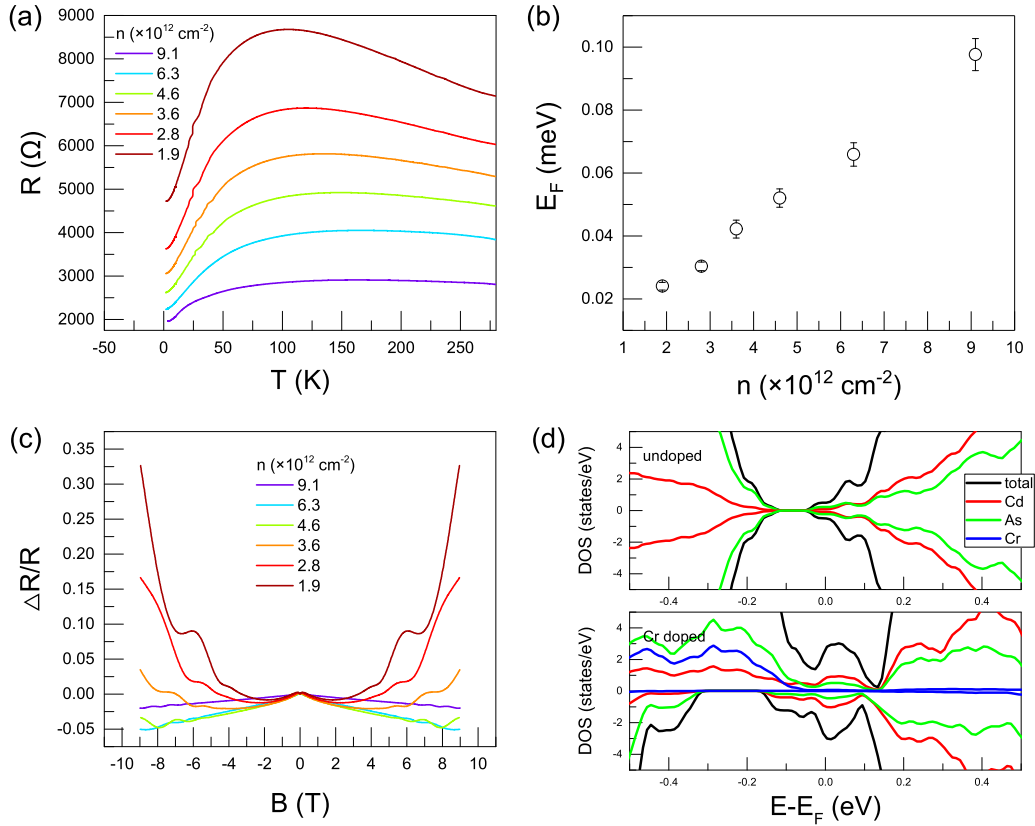 (a)
n (×10¹² cm⁻²)
9.1
6.3
4.6
3.6
2.8
1.9
R (Ω)
9000
8000
7000
6000
5000
4000
3000
2000
-50 0 50 100 150 200 250
T (K)
(b)
E_F (meV)
0.10
0.08
0.06
0.04
0.02
1 2 3 4 5 6 7 8 9 10
n (×10¹² cm⁻²)
(c)
n (×10¹² cm⁻²)
9.1
6.3
4.6
3.6
2.8
1.9
△R/R
0.35
0.30
0.25
0.20
0.15
0.10
0.05
0.00
-0.05
-10 -8 -6 -4 -2 0 2 4 6 8 10
B (T)
(d)
undoped
total
Cd
As
Cr
DOS (states/eV)
4
2
0
-2
-4
-0.4 -0.2 0.0 0.2 0.4
Cr doped
DOS (states/eV)
4
2
0
-2
-4
-0.4 -0.2 0.0 0.2 0.4
E-E_F (eV)